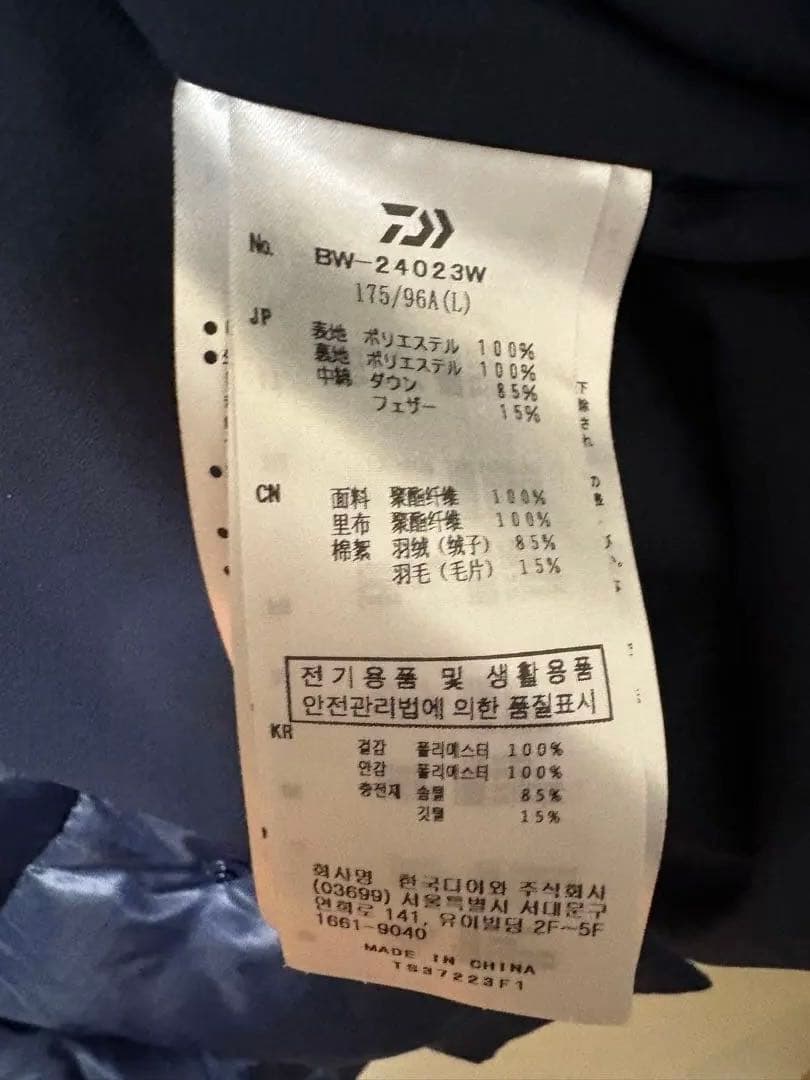 No. BW-24023W
175/96A(L)
JP
表地 ポリエステル 100%
裏地 ポリエステル 100%
中綿 ダウン 85%
フェザー 15%
CN
面料 聚酯纤维 100%
里布 聚酯纤维 100%
棉絮 羽绒(绒子) 85%
羽毛(毛片) 15%
전기용품 및 생활용품
안전관리법에 의한 품질표시
KR
겉감 폴리에스터 100%
안감 폴리에스터 100%
충전재 솜털 85%
깃털 15%
회사명 한국다이와 주식회사
(03699) 서울특별시 서대문구
연희로 141, 유아빌딩 2F~5F
1661-9040
MADE IN CHINA
TS37223F1